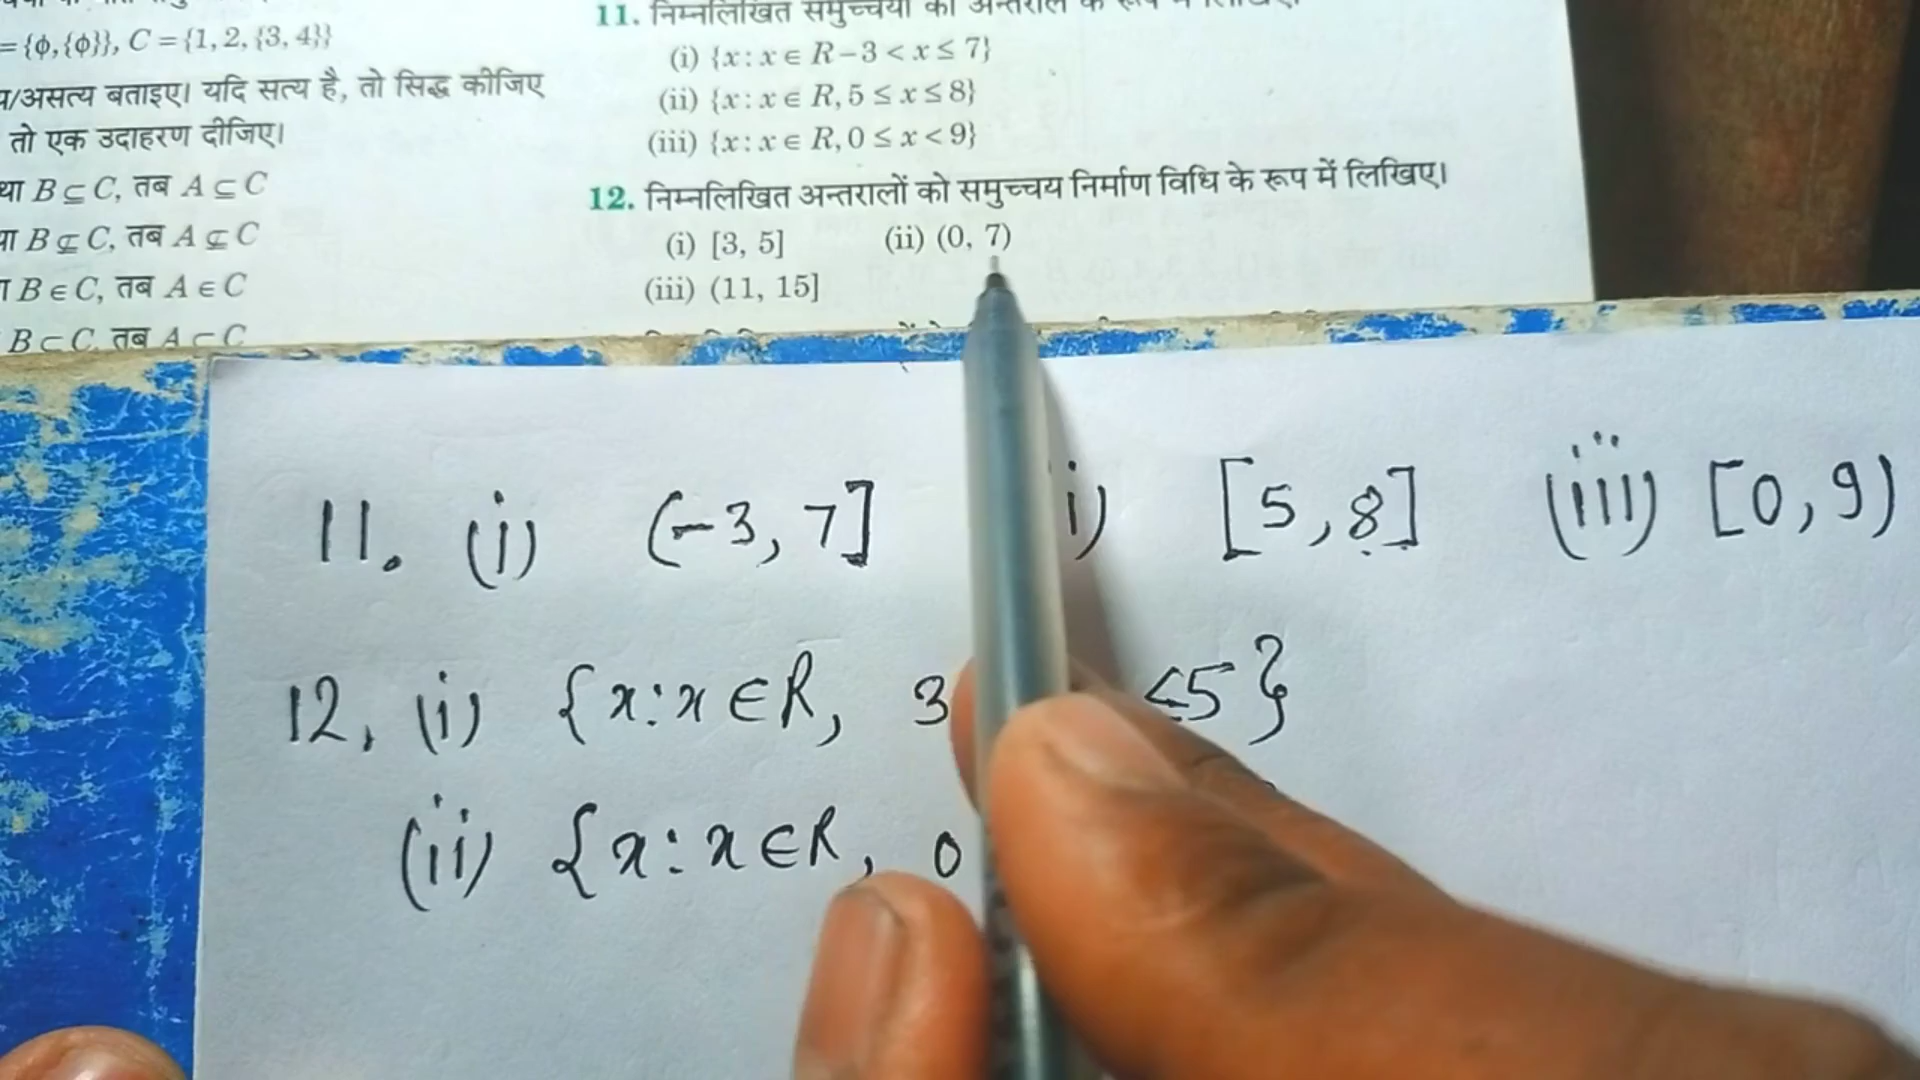 ={ϕ,{ϕ}}, C={1, 2, {3, 4}}
/असत्य बताइए। यदि सत्य है, तो सिद्ध कीजिए
तो एक उदाहरण दीजिए।
B ⊆ C, तब A ⊆ C
B ⊄ C, तब A ⊄ C
B ∈ C, तब A ∈ C
B ⊂ C, तब A ⊂ C
11. निम्नलिखित समुच्चयों को अन्तराल के रूप में लिखिए।
(i) {x : x ∈ R – 3 < x ≤ 7}
(ii) {x : x ∈ R, 5 ≤ x ≤ 8}
(iii) {x : x ∈ R, 0 ≤ x < 9}
12. निम्नलिखित अन्तरालों को समुच्चय निर्माण विधि के रूप में लिखिए।
(i) [3, 5] (ii) (0, 7)
(iii) (11, 15]
11. (i) (-3, 7] i) [5, 8] (iii) [0, 9)
12. (i) {x : x ∈ R, 3 ≤5}
(ii) {x : x ∈ R, 0